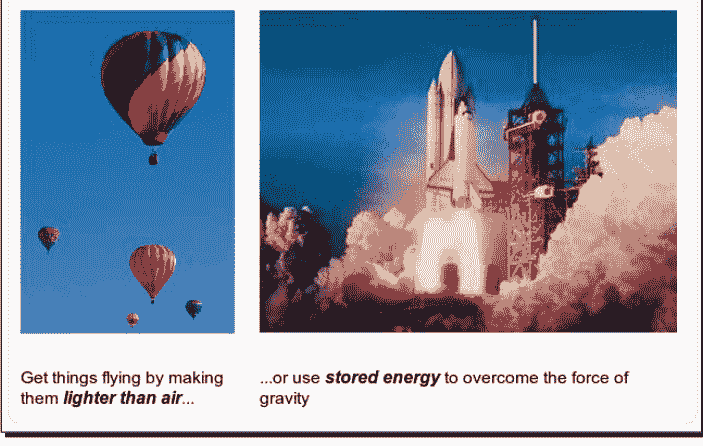 Get things flying by making
them lighter than air...
...or use stored energy to overcome the force of
gravity